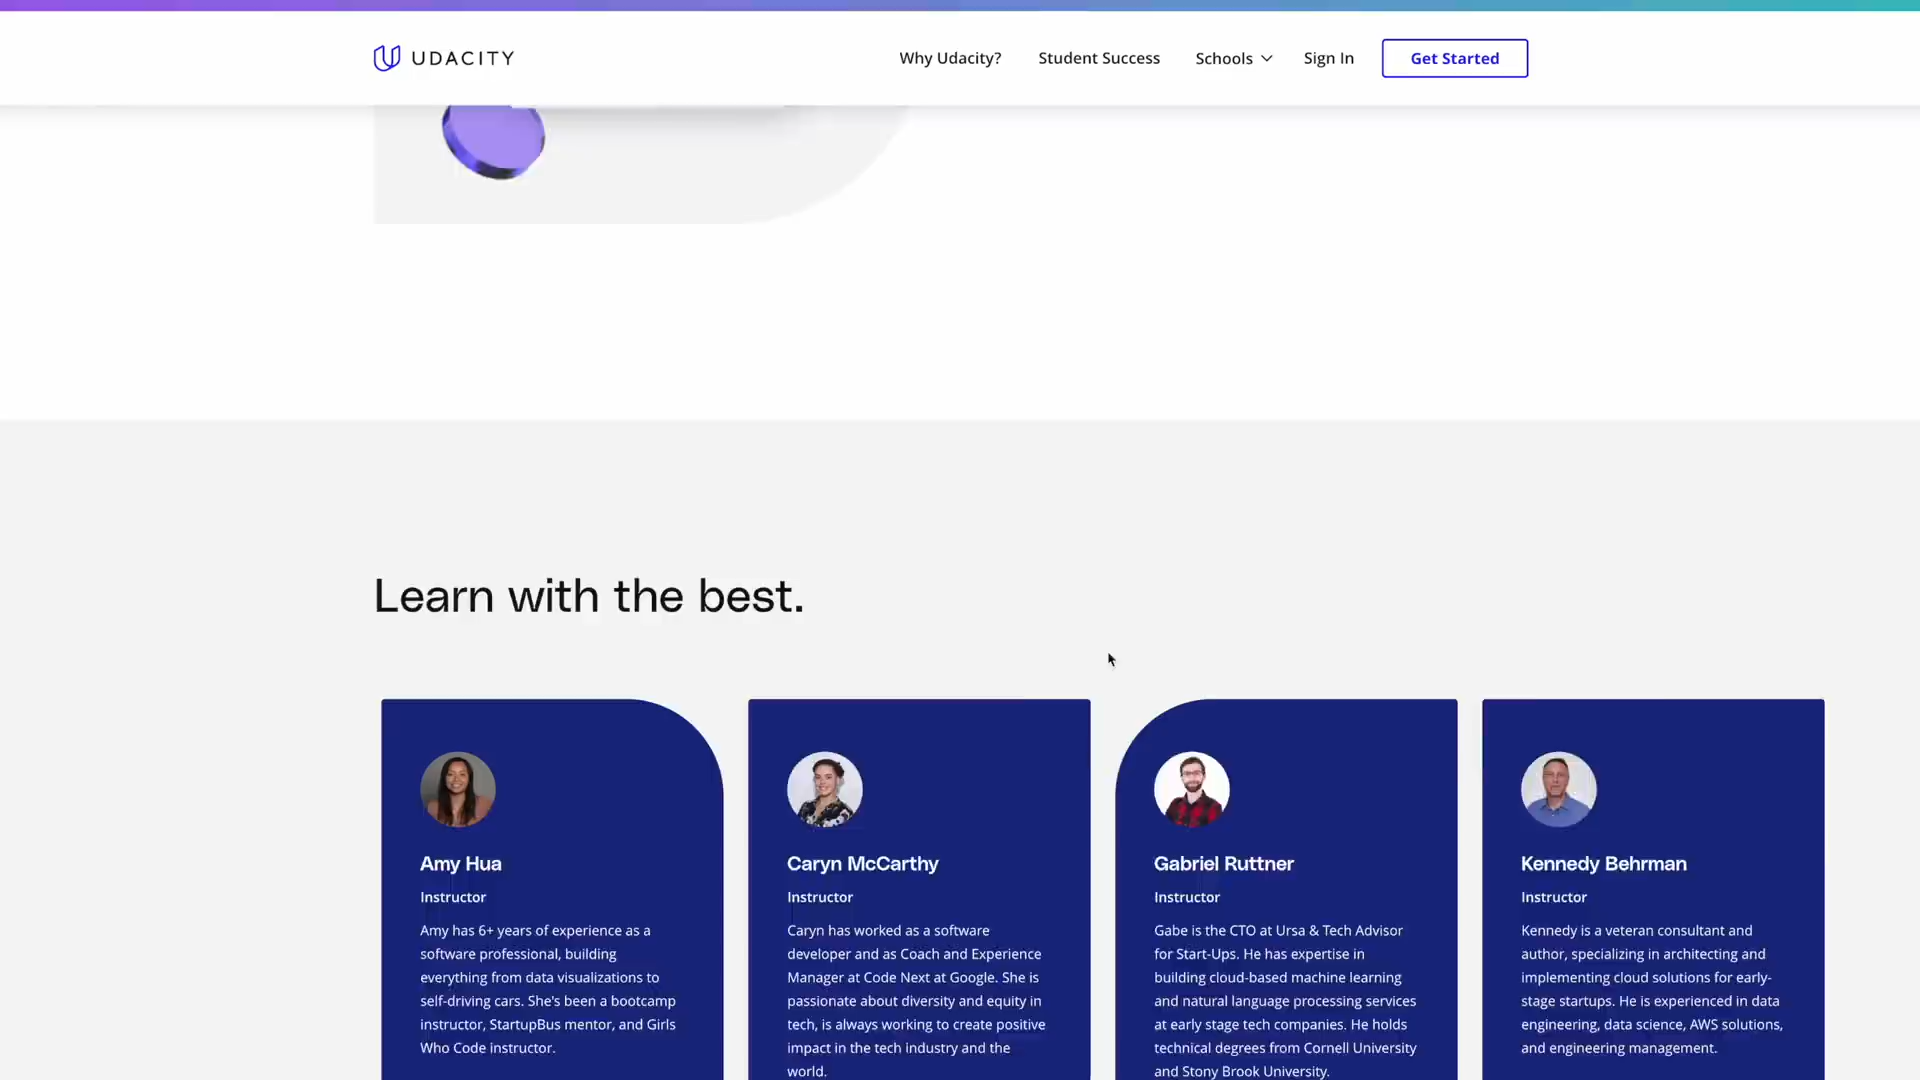 UDACITY
Why Udacity?
Student Success
Schools
Sign In
Get Started
Learn with the best.
Amy Hua
Instructor
Amy has 6+ years of experience as a
software professional, building
everything from data visualizations to
self-driving cars. She's been a bootcamp
instructor, StartupBus mentor, and Girls
Who Code instructor.
Caryn McCarthy
Instructor
Caryn has worked as a software
developer and as Coach and Experience
Manager at Code Next at Google. She is
passionate about diversity and equity in
tech, is always working to create positive
impact in the tech industry and the
world.
Gabriel Ruttner
Instructor
Gabe is the CTO at Ursa & Tech Advisor
for Start-Ups. He has expertise in
building cloud-based machine learning
and natural language processing services
at early stage tech companies. He holds
technical degrees from Cornell University
and Stony Brook University.
Kennedy Behrman
Instructor
Kennedy is a veteran consultant and
author, specializing in architecting and
implementing cloud solutions for early-
stage startups. He is experienced in data
engineering, data science, AWS solutions,
and engineering management.